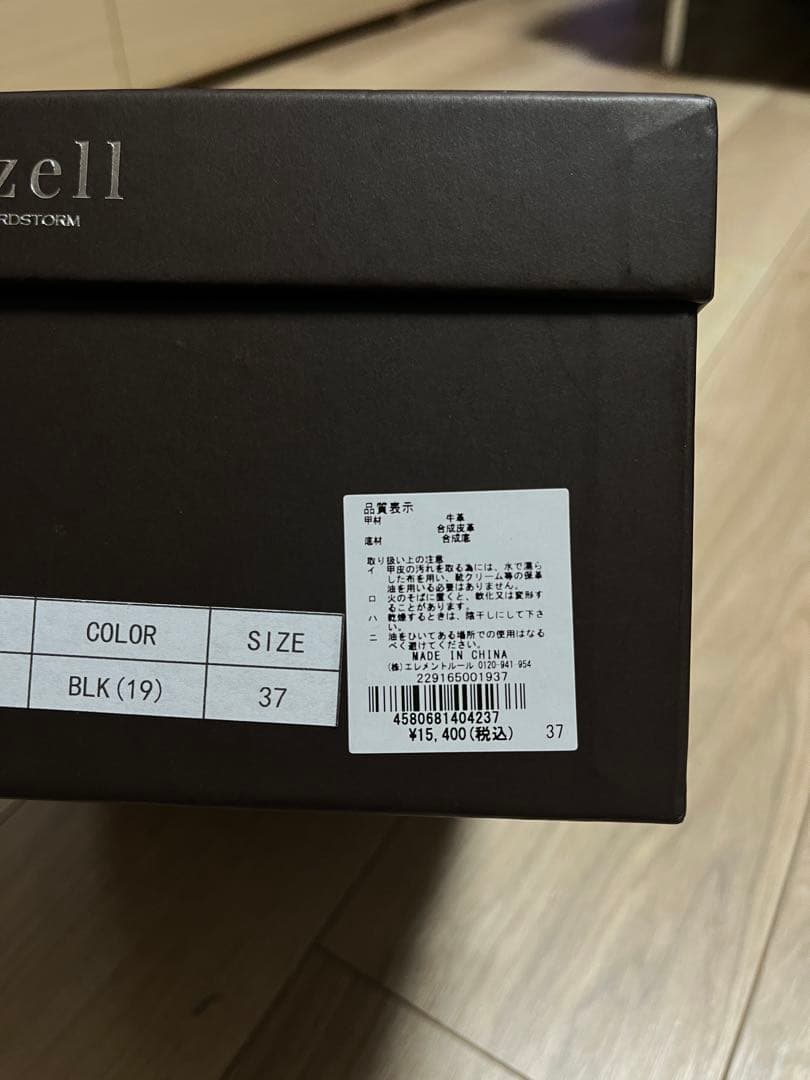 zell
RDSTORM
品質表示
甲材 牛革
合成皮革
底材 合成底
取り扱い上の注意
イ 甲皮の汚れを取る為には、水で濡ら
した布を用い、靴クリーム等の保革
油を用いる必要はありません。
ロ 火のそばに置くと、軟化又は変形す
ることがあります。
ハ 乾燥するときは、陰干しにして下さ
い。
ニ 油をひいてある場所での使用はなる
べく避けてください。
MADE IN CHINA
(株)エレメントルール 0120-941-954
229165001937
4580681404237
¥15,400(税込) 37
COLOR SIZE
BLK(19) 37